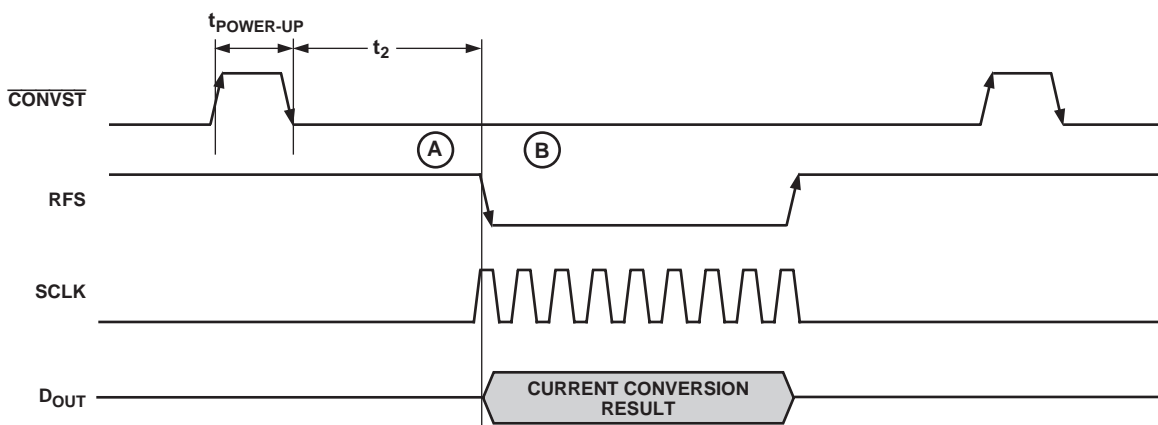 tPOWER-UP
t2
CONVST
A
B
RFS
SCLK
DOUT
CURRENT CONVERSION
RESULT